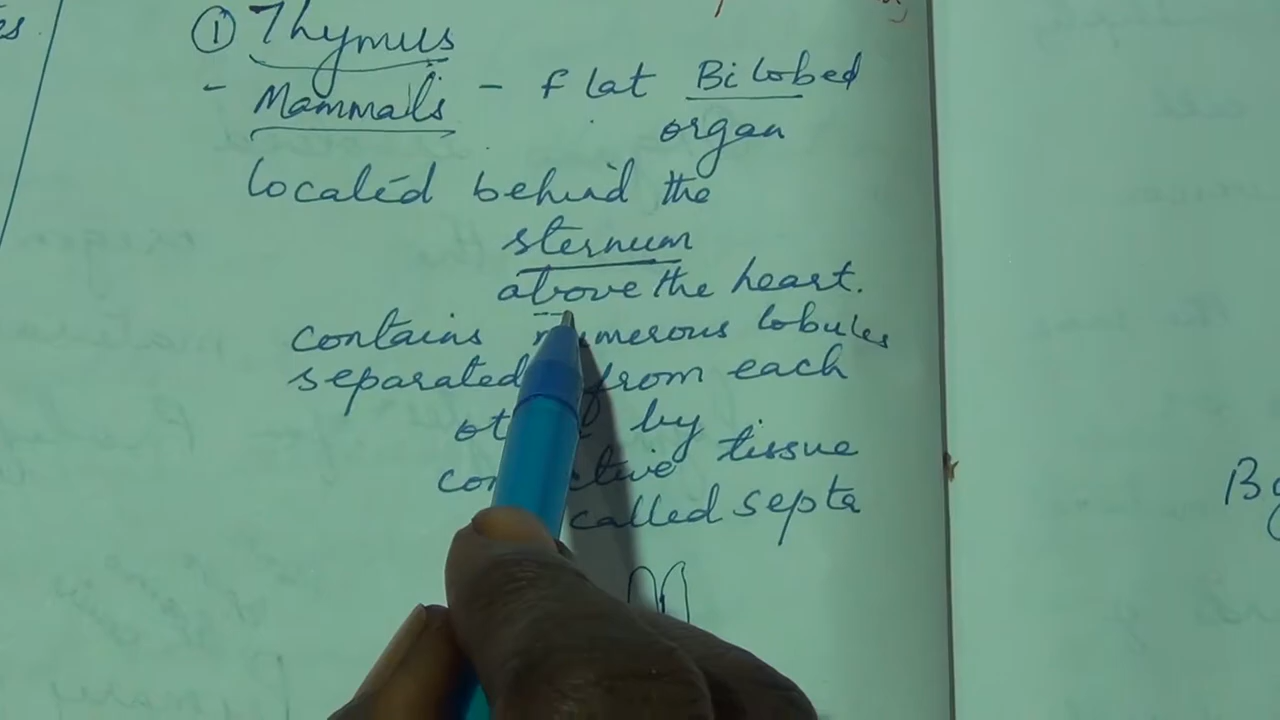 ① Thymus
- Mammals - Flat Bilobed
organ
located behind the
sternum
above the heart.
contains numerous lobules
separated from each
by
tissue
called septa